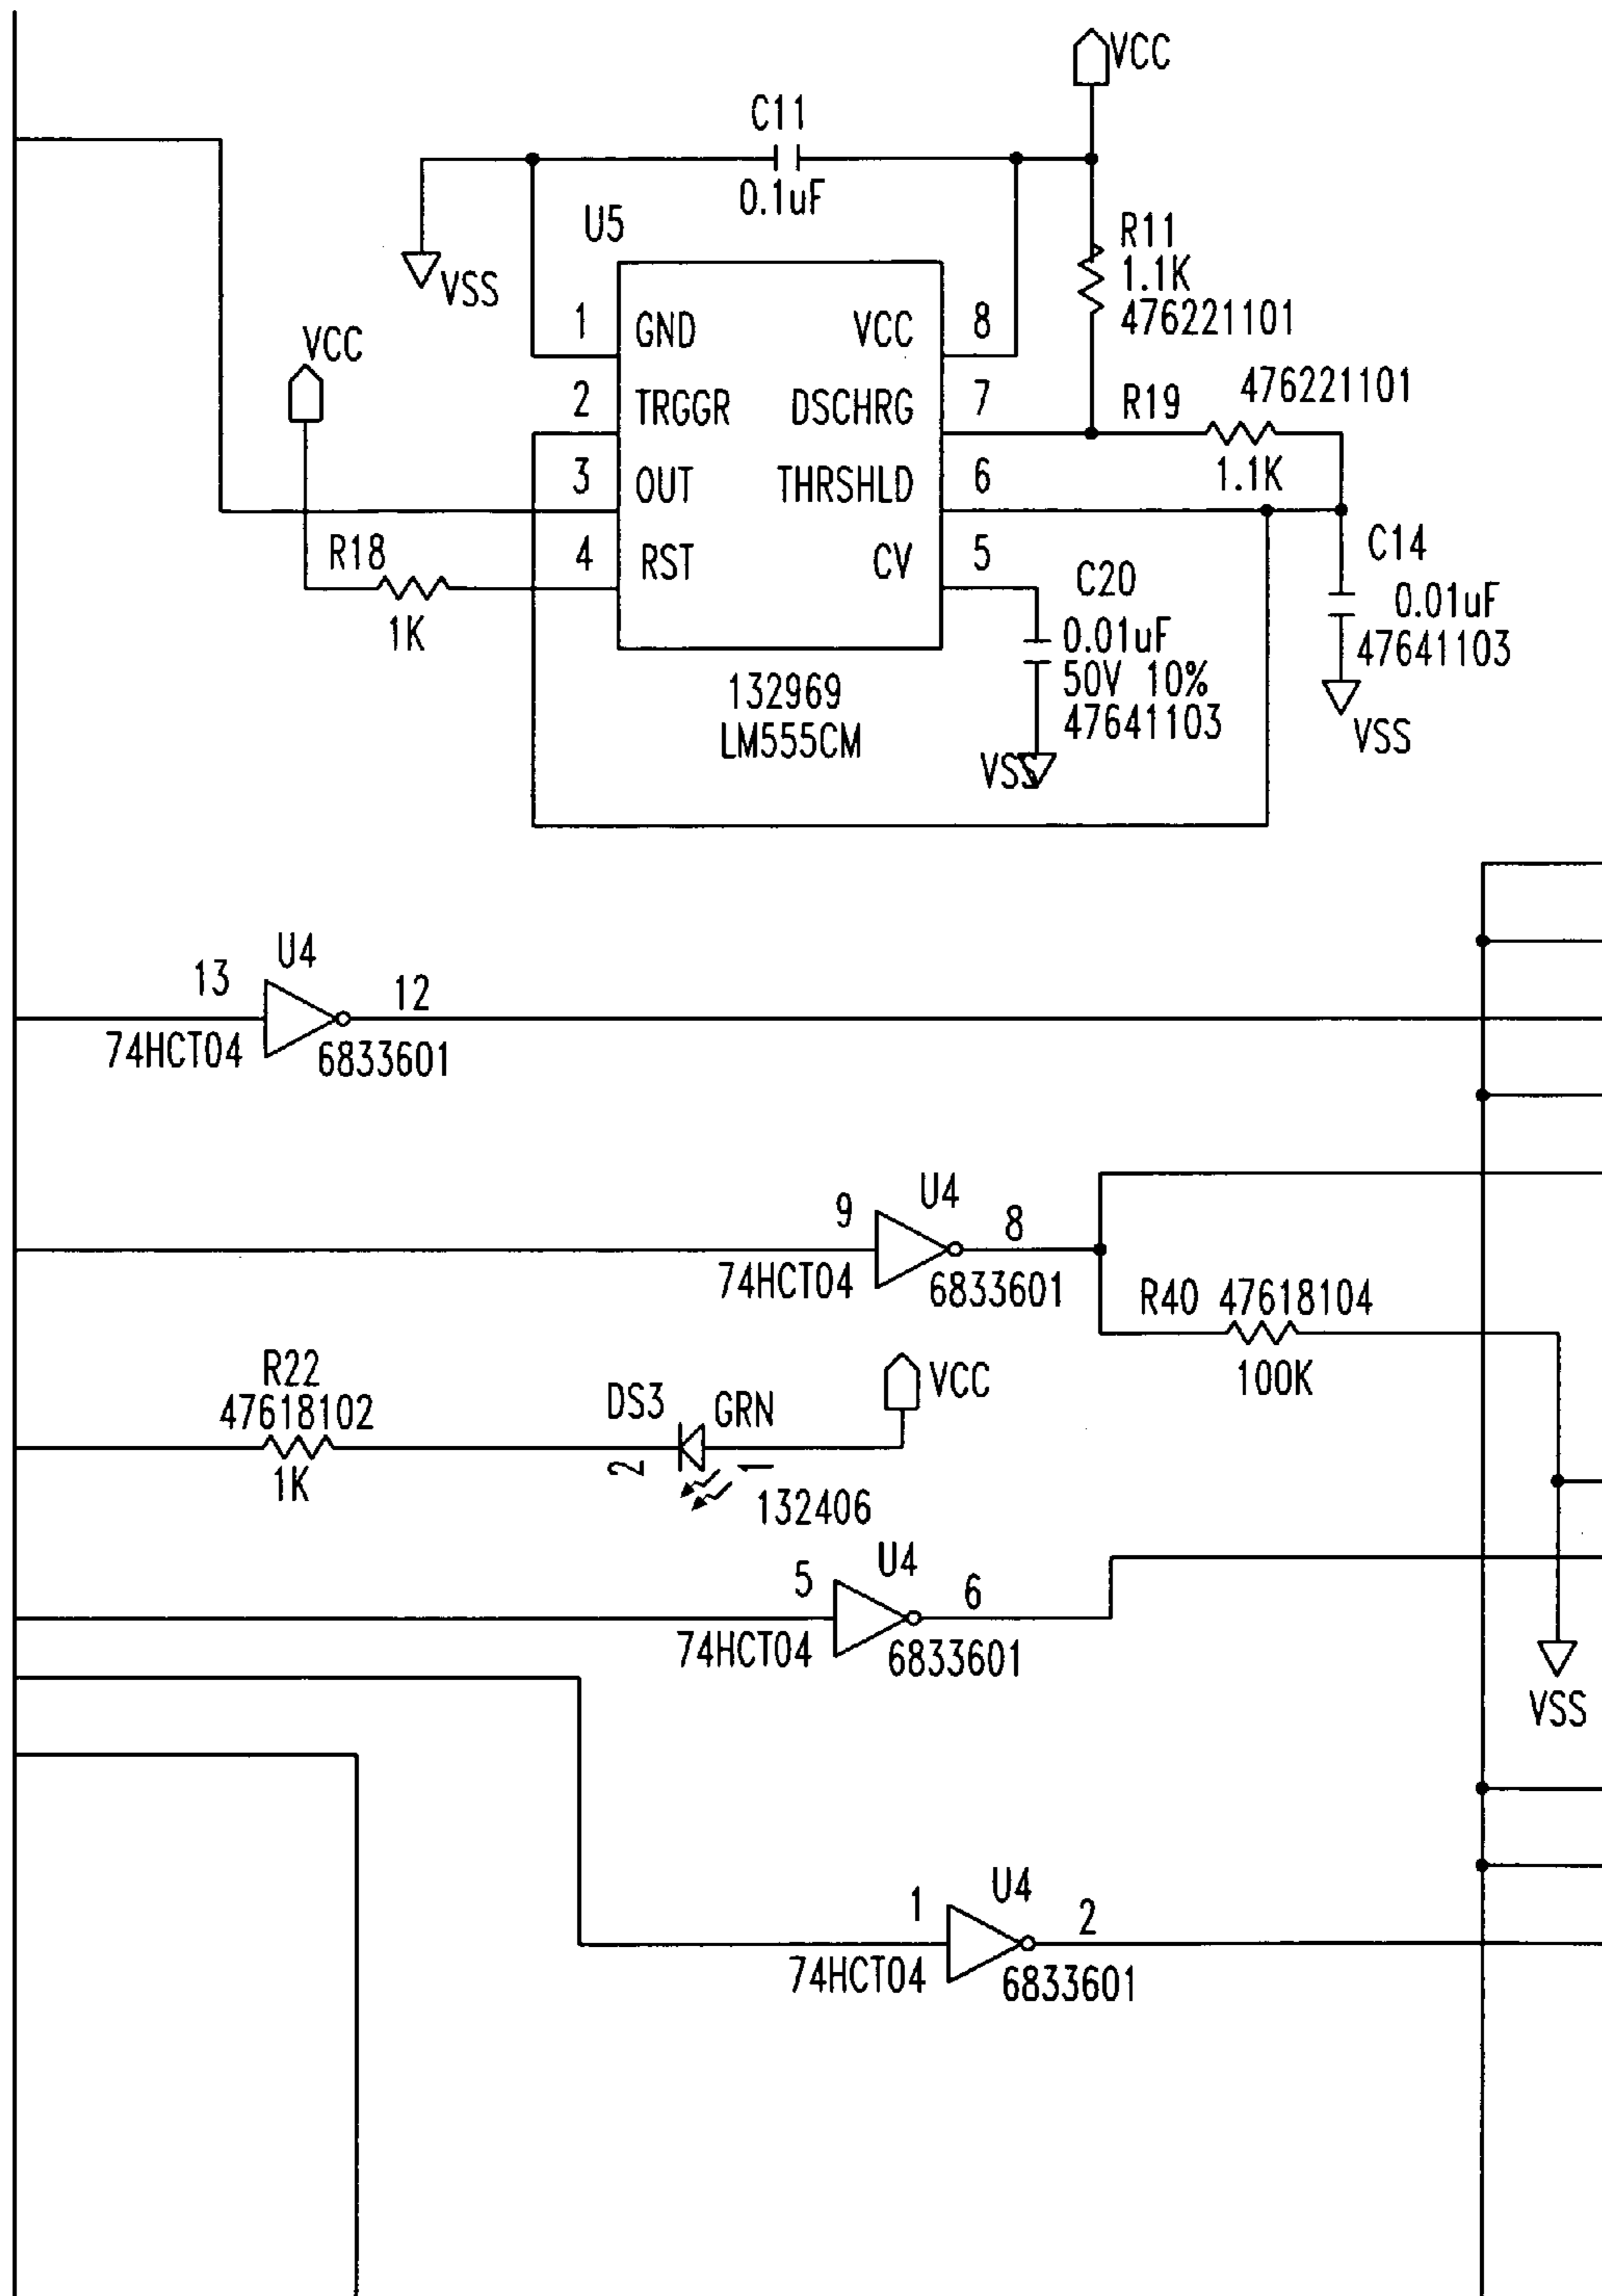 VCC
C11
0.1uF
U5
VSS
R11
1.1K
476221101
1
GND
VCC
8
VCC
2
TRGGR
DSCHRG
7
R19
476221101
3
OUT
THRSHLD
6
1.1K
R18
4
RST
CV
5
C14
1K
C20
0.01uF
50V 10%
47641103
0.01uF
47641103
132969
LM555CM
VSS
VSS
U4
13
12
74HCT04
6833601
U4
9
8
74HCT04
6833601
R40 47618104
100K
R22
47618102
1K
DS3
GRN
VCC
2
1
132406
U4
5
6
74HCT04
6833601
VSS
U4
1
2
74HCT04
6833601